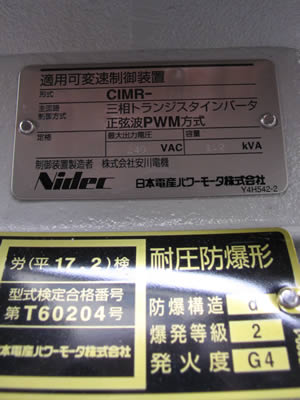 適用可変速制御装置
形式 CIMR-
主回路 三相トランジスタインバータ
制御方式 正弦波PWM方式
定格 最大出力電圧 容量
VAC kVA
制御装置製造者 株式会社安川電機
Nidec 日本電産パワーモータ株式会社
Y4H542-2
労(平17.2)検
型式検定合格番号
第T60204号
日本電産パワーモータ株式会社
耐圧防爆形
防爆構造 d
爆発等級 2
発火度 G4